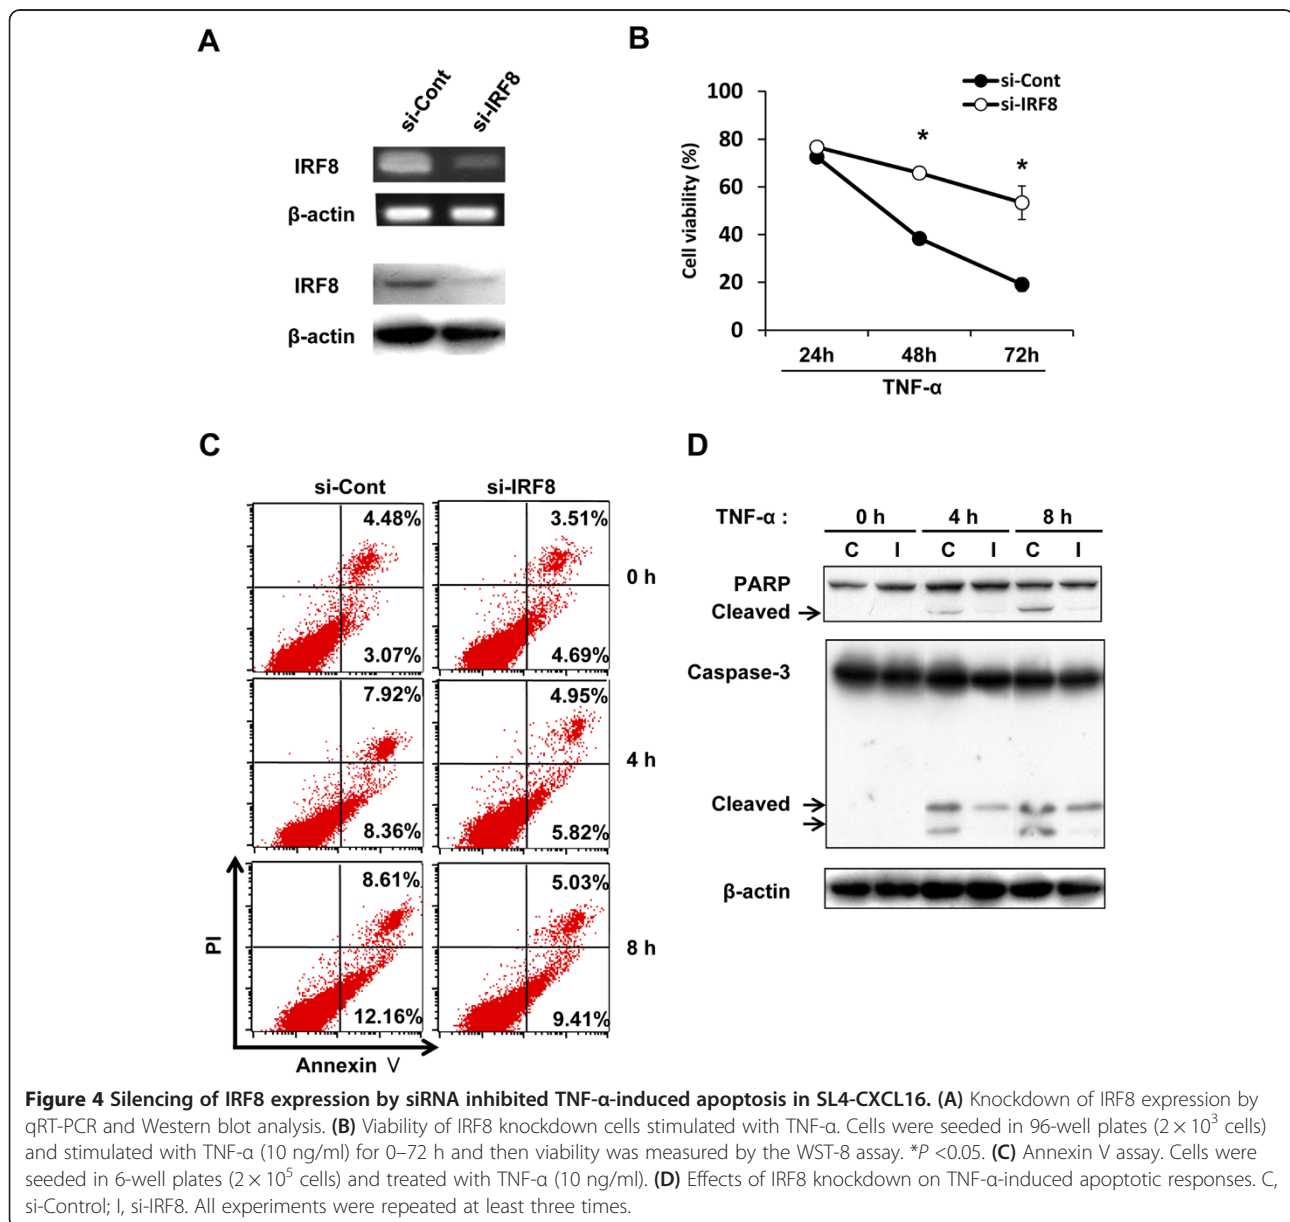 A
si-Cont
si-IRF8
IRF8
β-actin
IRF8
β-actin
B
si-Cont
si-IRF8
100
80
60
40
20
0
Cell viability (%)
*
*
24h 48h 72h
TNF-α
C
si-Cont si-IRF8
4.48% 3.51%
0 h
3.07% 4.69%
7.92% 4.95%
4 h
8.36% 5.82%
8.61% 5.03%
8 h
12.16% 9.41%
PI
Annexin V
D
TNF-α : 0 h 4 h 8 h
C I C I C I
PARP
Cleaved
Caspase-3
Cleaved
β-actin
Figure 4 Silencing of IRF8 expression by siRNA inhibited TNF-α-induced apoptosis in SL4-CXCL16. (A) Knockdown of IRF8 expression by
qRT-PCR and Western blot analysis. (B) Viability of IRF8 knockdown cells stimulated with TNF-α. Cells were seeded in 96-well plates (2 × 10³ cells)
and stimulated with TNF-α (10 ng/ml) for 0–72 h and then viability was measured by the WST-8 assay. *P <0.05. (C) Annexin V assay. Cells were
seeded in 6-well plates (2 × 10⁵ cells) and treated with TNF-α (10 ng/ml). (D) Effects of IRF8 knockdown on TNF-α-induced apoptotic responses. C,
si-Control; I, si-IRF8. All experiments were repeated at least three times.